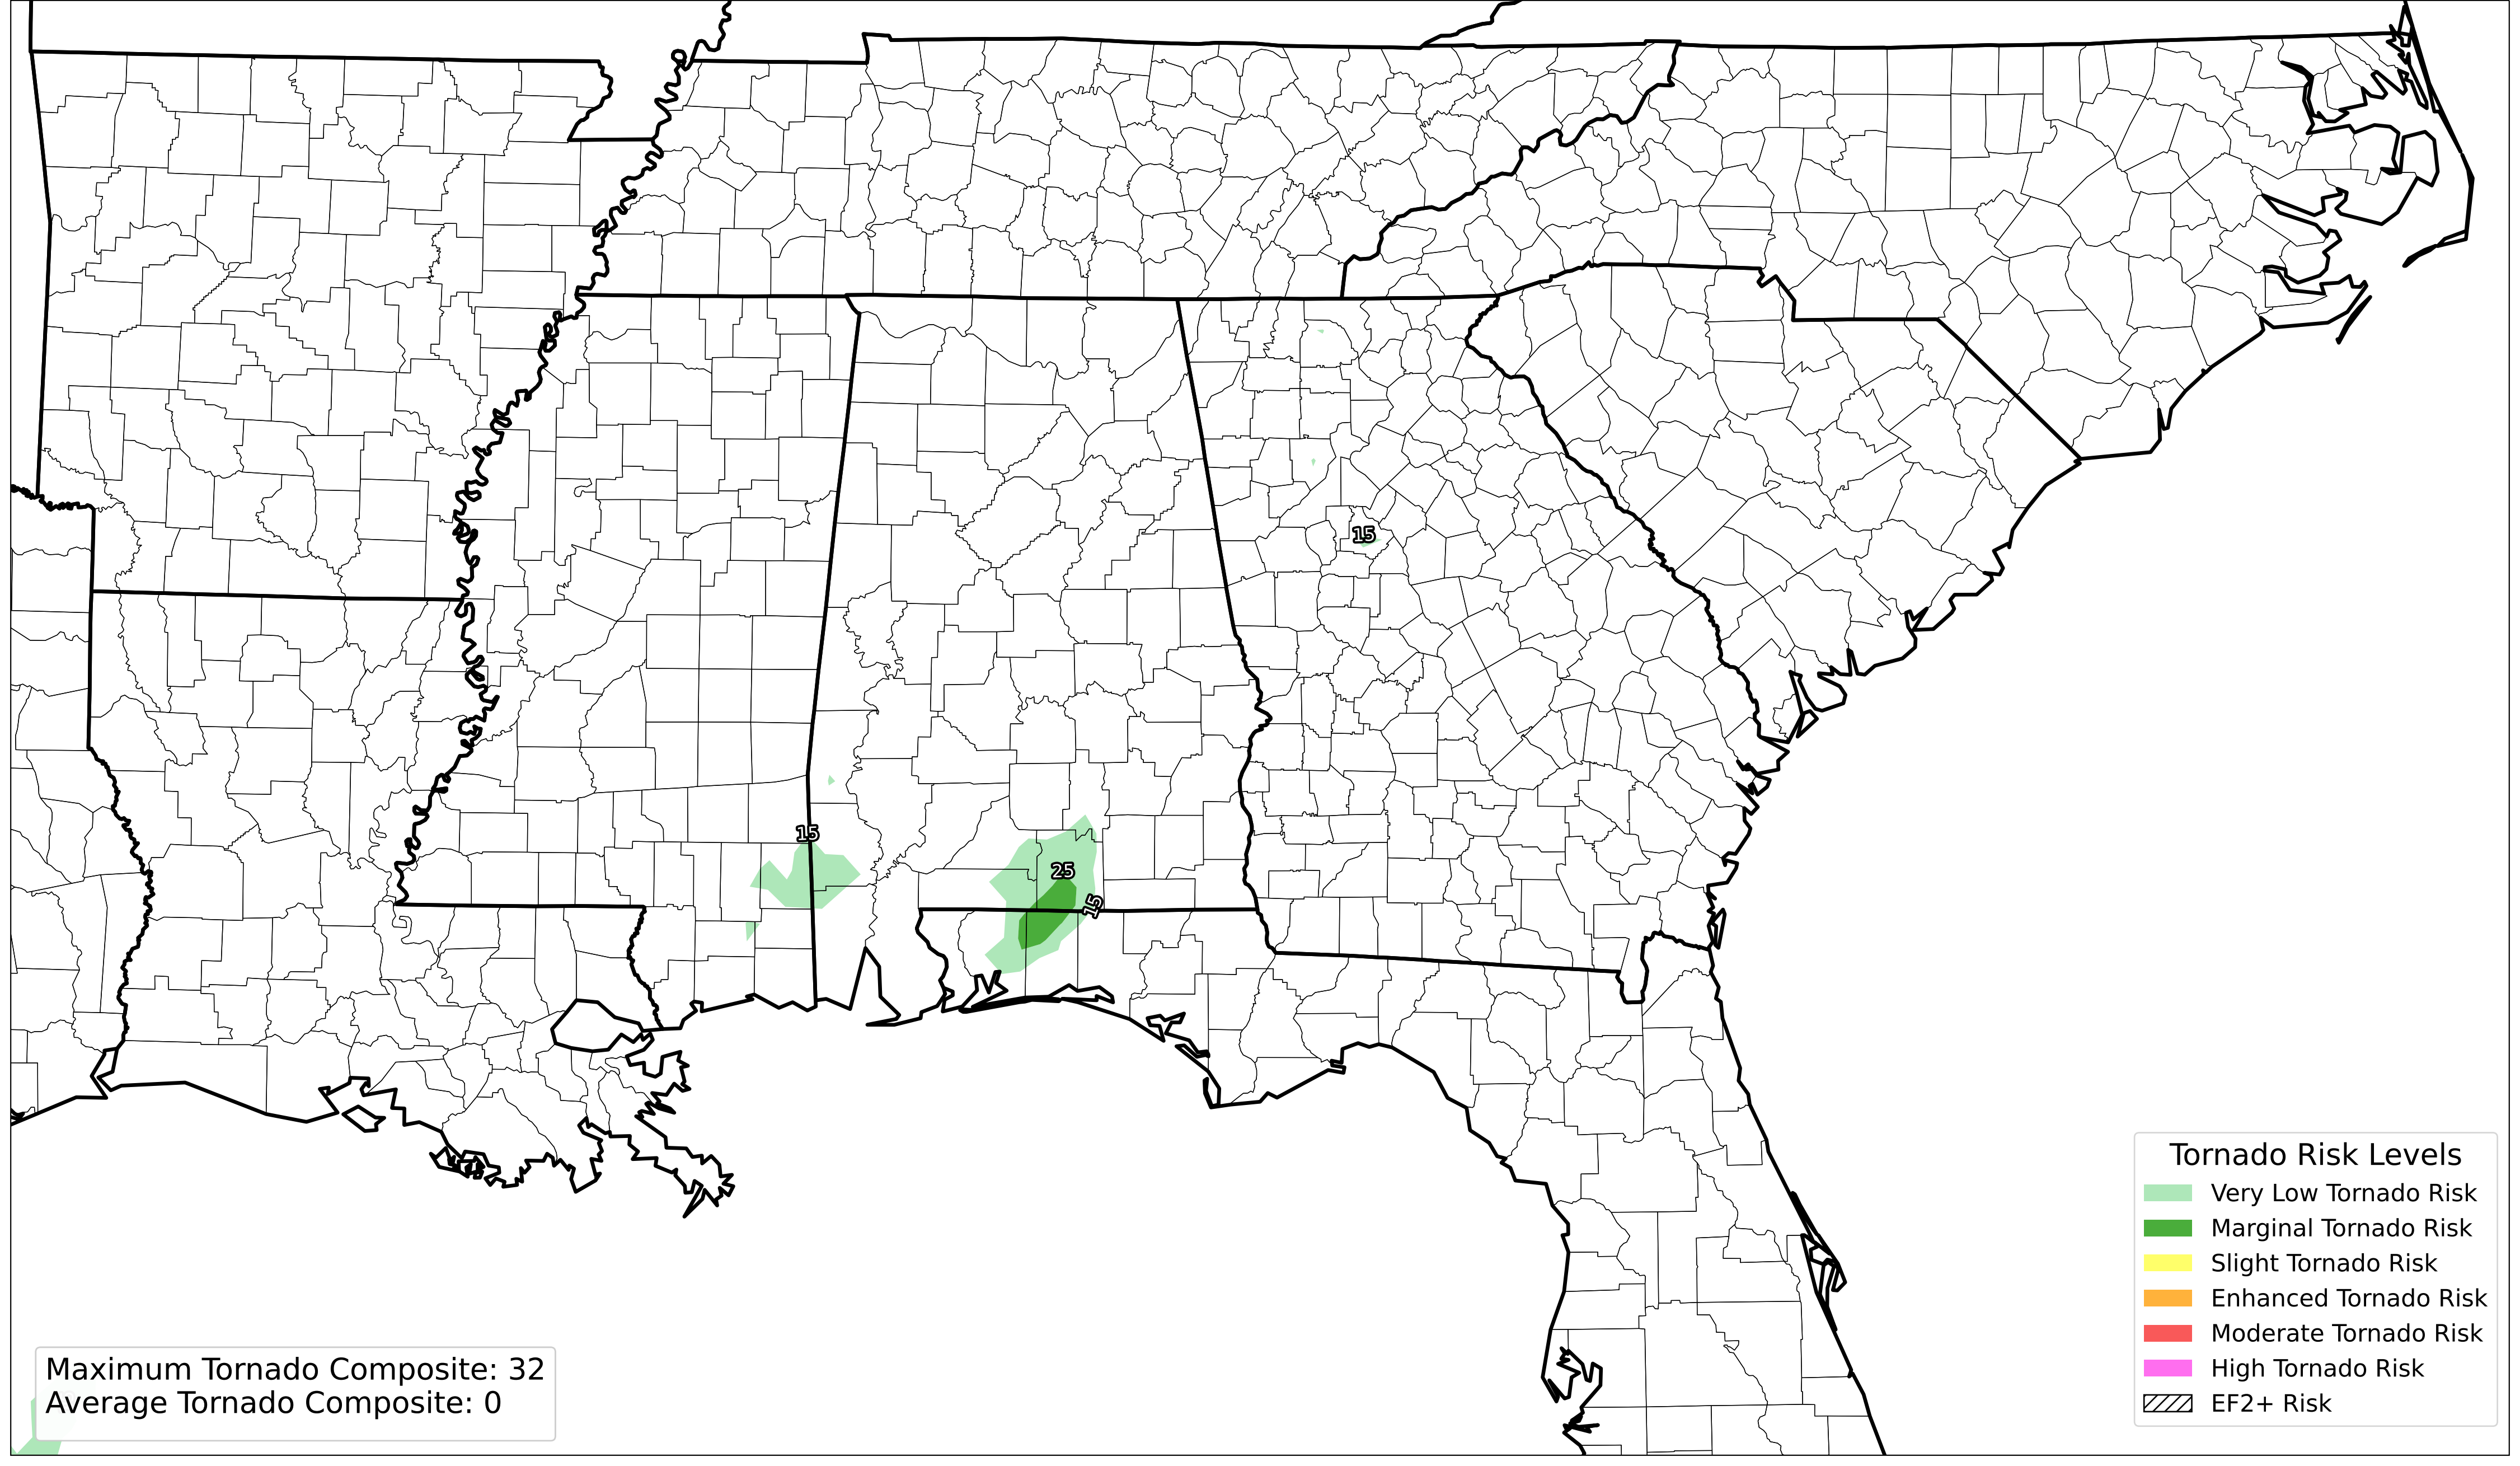 15
15
25
15
Tornado Risk Levels
Very Low Tornado Risk
Marginal Tornado Risk
Slight Tornado Risk
Enhanced Tornado Risk
Moderate Tornado Risk
High Tornado Risk
EF2+ Risk
Maximum Tornado Composite: 32
Average Tornado Composite: 0